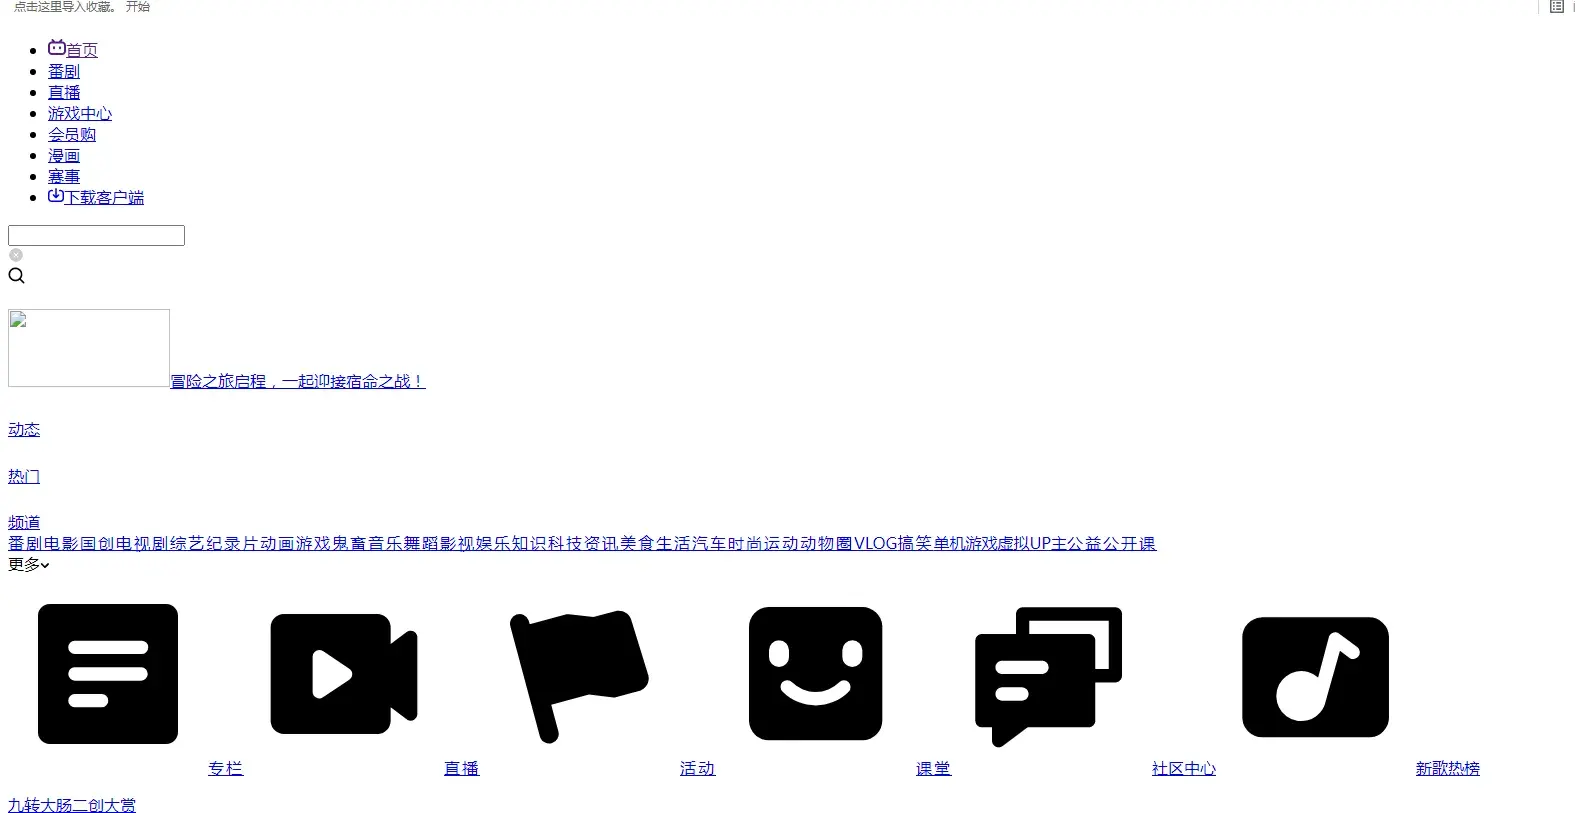 点击这里导入收藏。 开始
首页
番剧
直播
游戏中心
会员购
漫画
赛事
下载客户端
冒险之旅启程，一起迎接宿命之战！
动态
热门
频道
番剧电影国创电视剧综艺纪录片动画游戏鬼畜音乐舞蹈影视娱乐知识科技资讯美食生活汽车时尚运动动物圈VLOG搞笑单机游戏虚拟UP主公益公开课
更多
专栏 直播 活动 课堂 社区中心 新歌热榜
九转大肠二创大赏